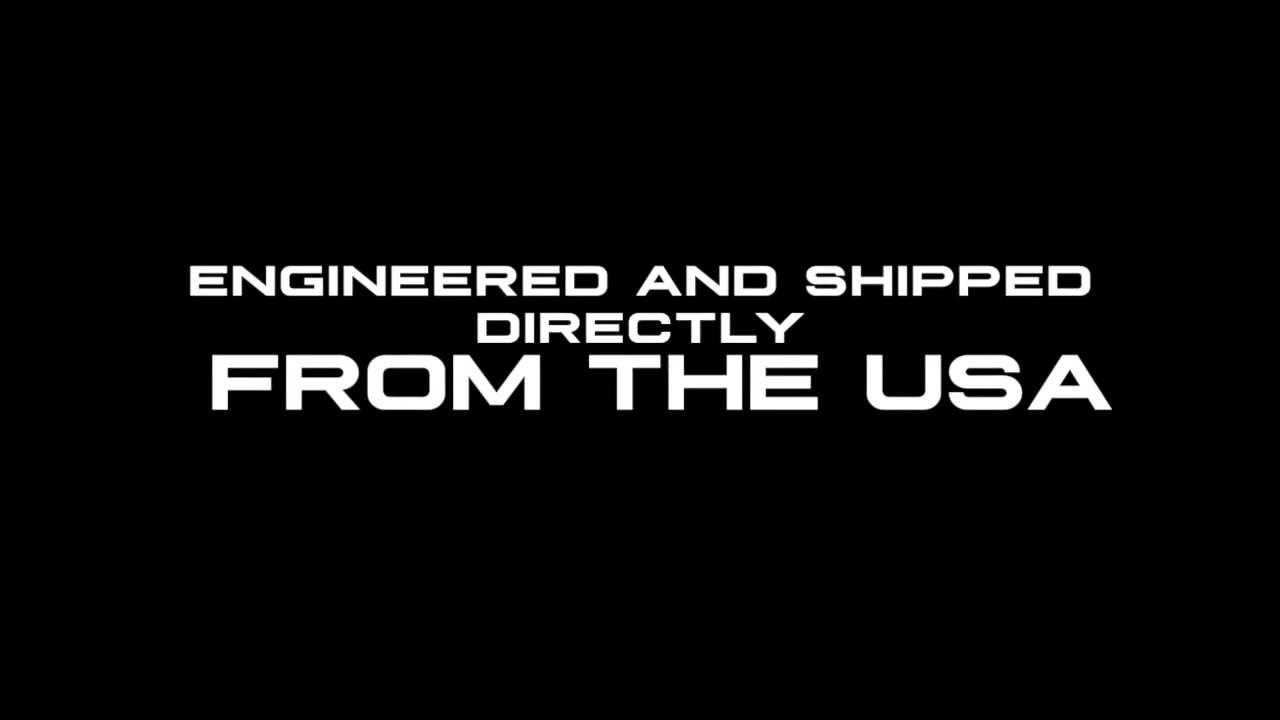 ENGINEERED AND SHIPPED
DIRECTLY
FROM THE USA